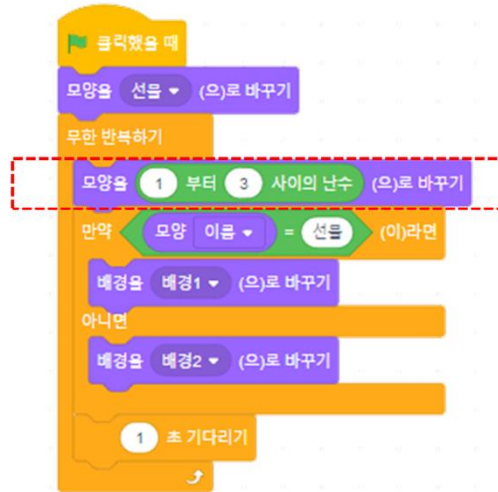 클릭했을 때
모양을 선물 (으)로 바꾸기
무한 반복하기
모양을 1 부터 3 사이의 난수 (으)로 바꾸기
만약 모양 이름 = 선물 (이)라면
배경을 배경1 (으)로 바꾸기
아니면
배경을 배경2 (으)로 바꾸기
1 초 기다리기